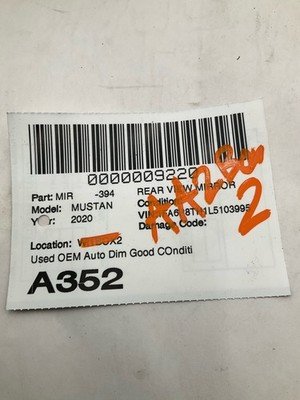 0000009220
Part: MIR -394 REAR VIEW MIRROR
Model: MUSTAN Condition:
Year: 2020
Damage Code:
Location:
Used OEM Auto Dim Good COnditi
A352
2